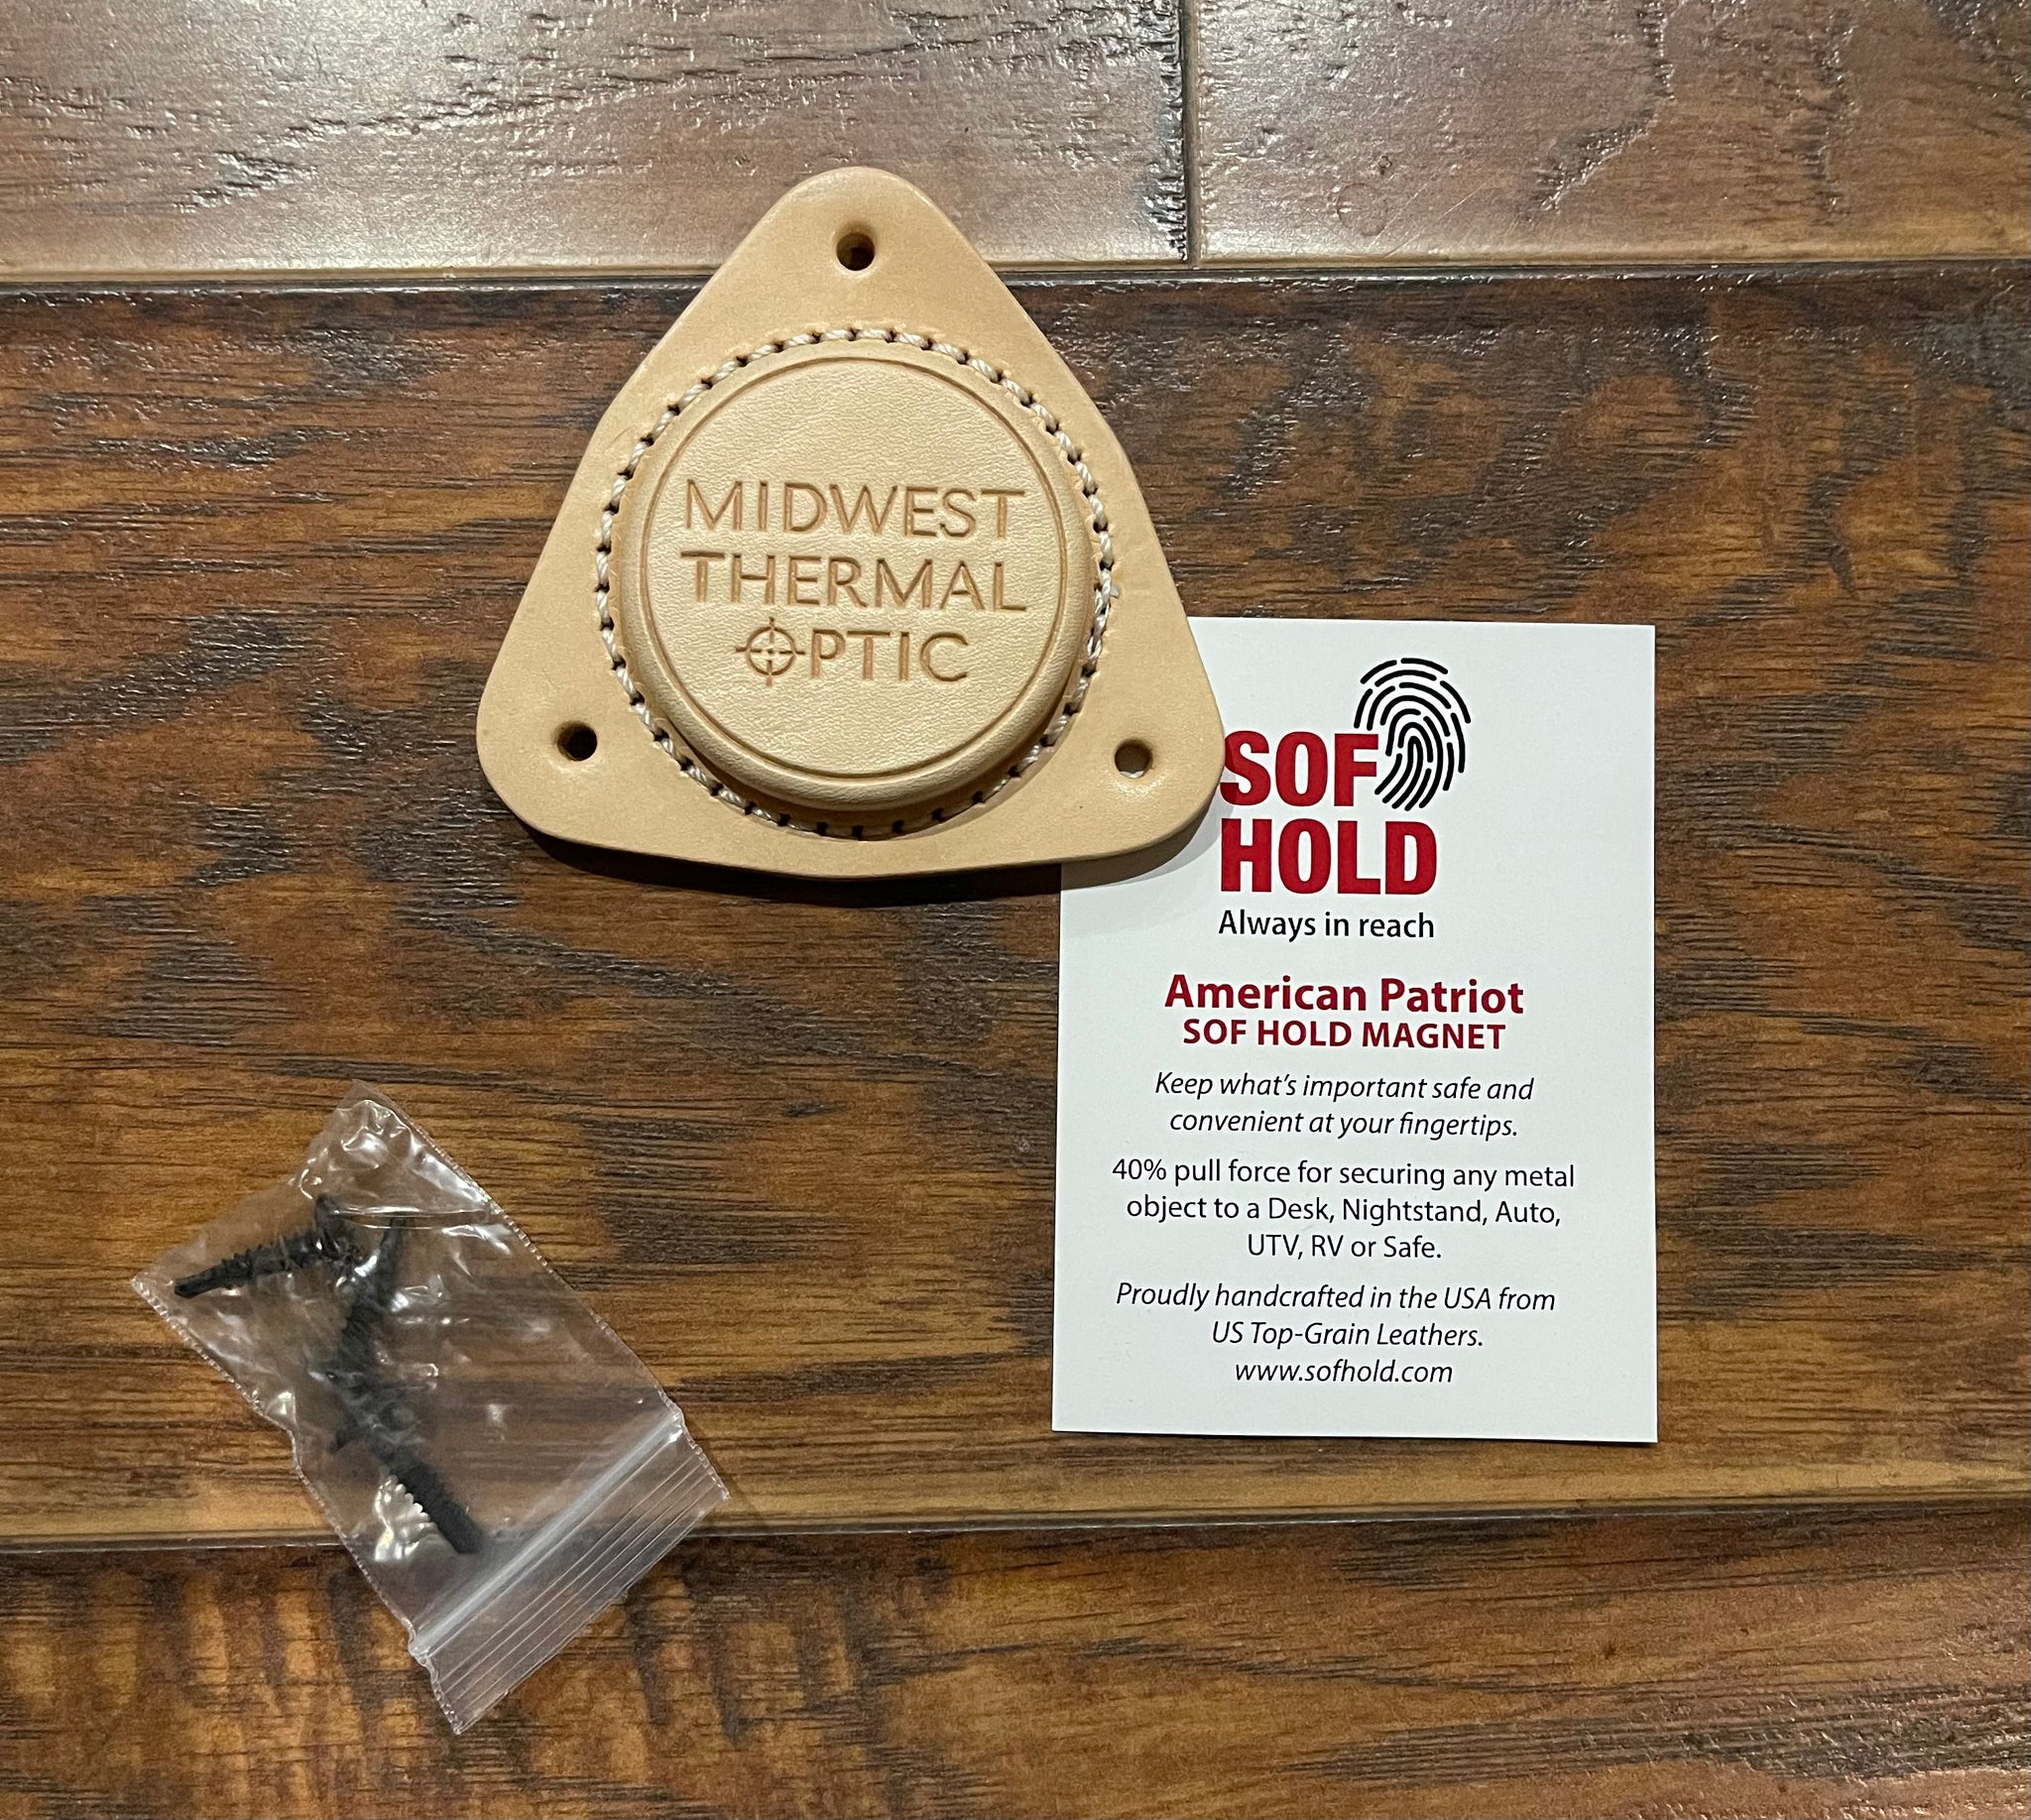 MIDWEST
THERMAL
OPTIC
SOF
HOLD
Always in reach
American Patriot
SOF HOLD MAGNET
Keep what's important safe and
convenient at your fingertips.
40% pull force for securing any metal
object to a Desk, Nightstand, Auto,
UTV, RV or Safe.
Proudly handcrafted in the USA from
US Top-Grain Leathers.
www.sofhold.com